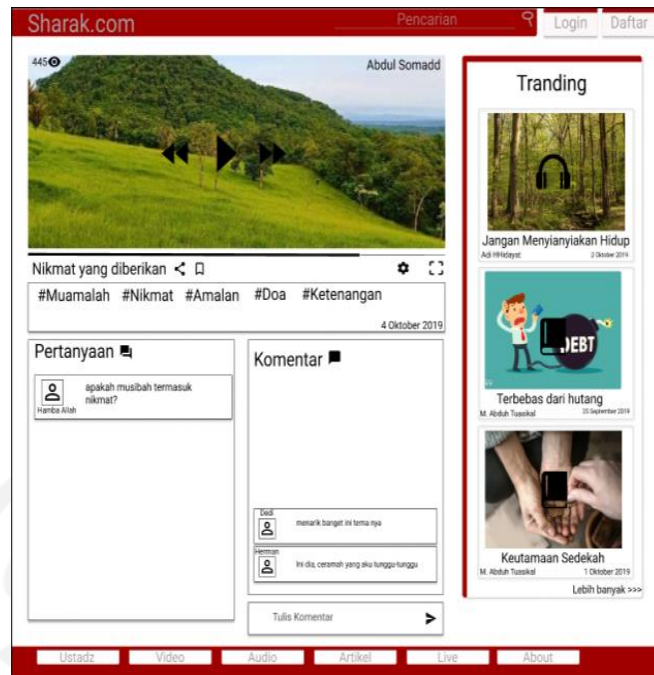 Sharak.com
Pencarian
Login
Daftar
445
Abdul Somadd
Nikmat yang diberikan
#Muamalah #Nikmat #Amalan #Doa #Ketenangan
4 Oktober 2019
Pertanyaan
apakah musibah termasuk
nikmat?
Hamba Allah
Komentar
Dedi
menarik banget ini tema nya
Herman
Ini dia, ceramah yang aku tunggu-tunggu
Tulis Komentar
Tranding
Jangan Menyianyiakan Hidup
Adi HHidayat
2 Oktober 2019
DEBT
Terbebas dari hutang
M. Abduh Tuasikal
25 September 2019
Keutamaan Sedekah
M. Abduh Tuasikal
1 Oktober 2019
Lebih banyak >>>
Ustadz
Video
Audio
Artikel
Live
About